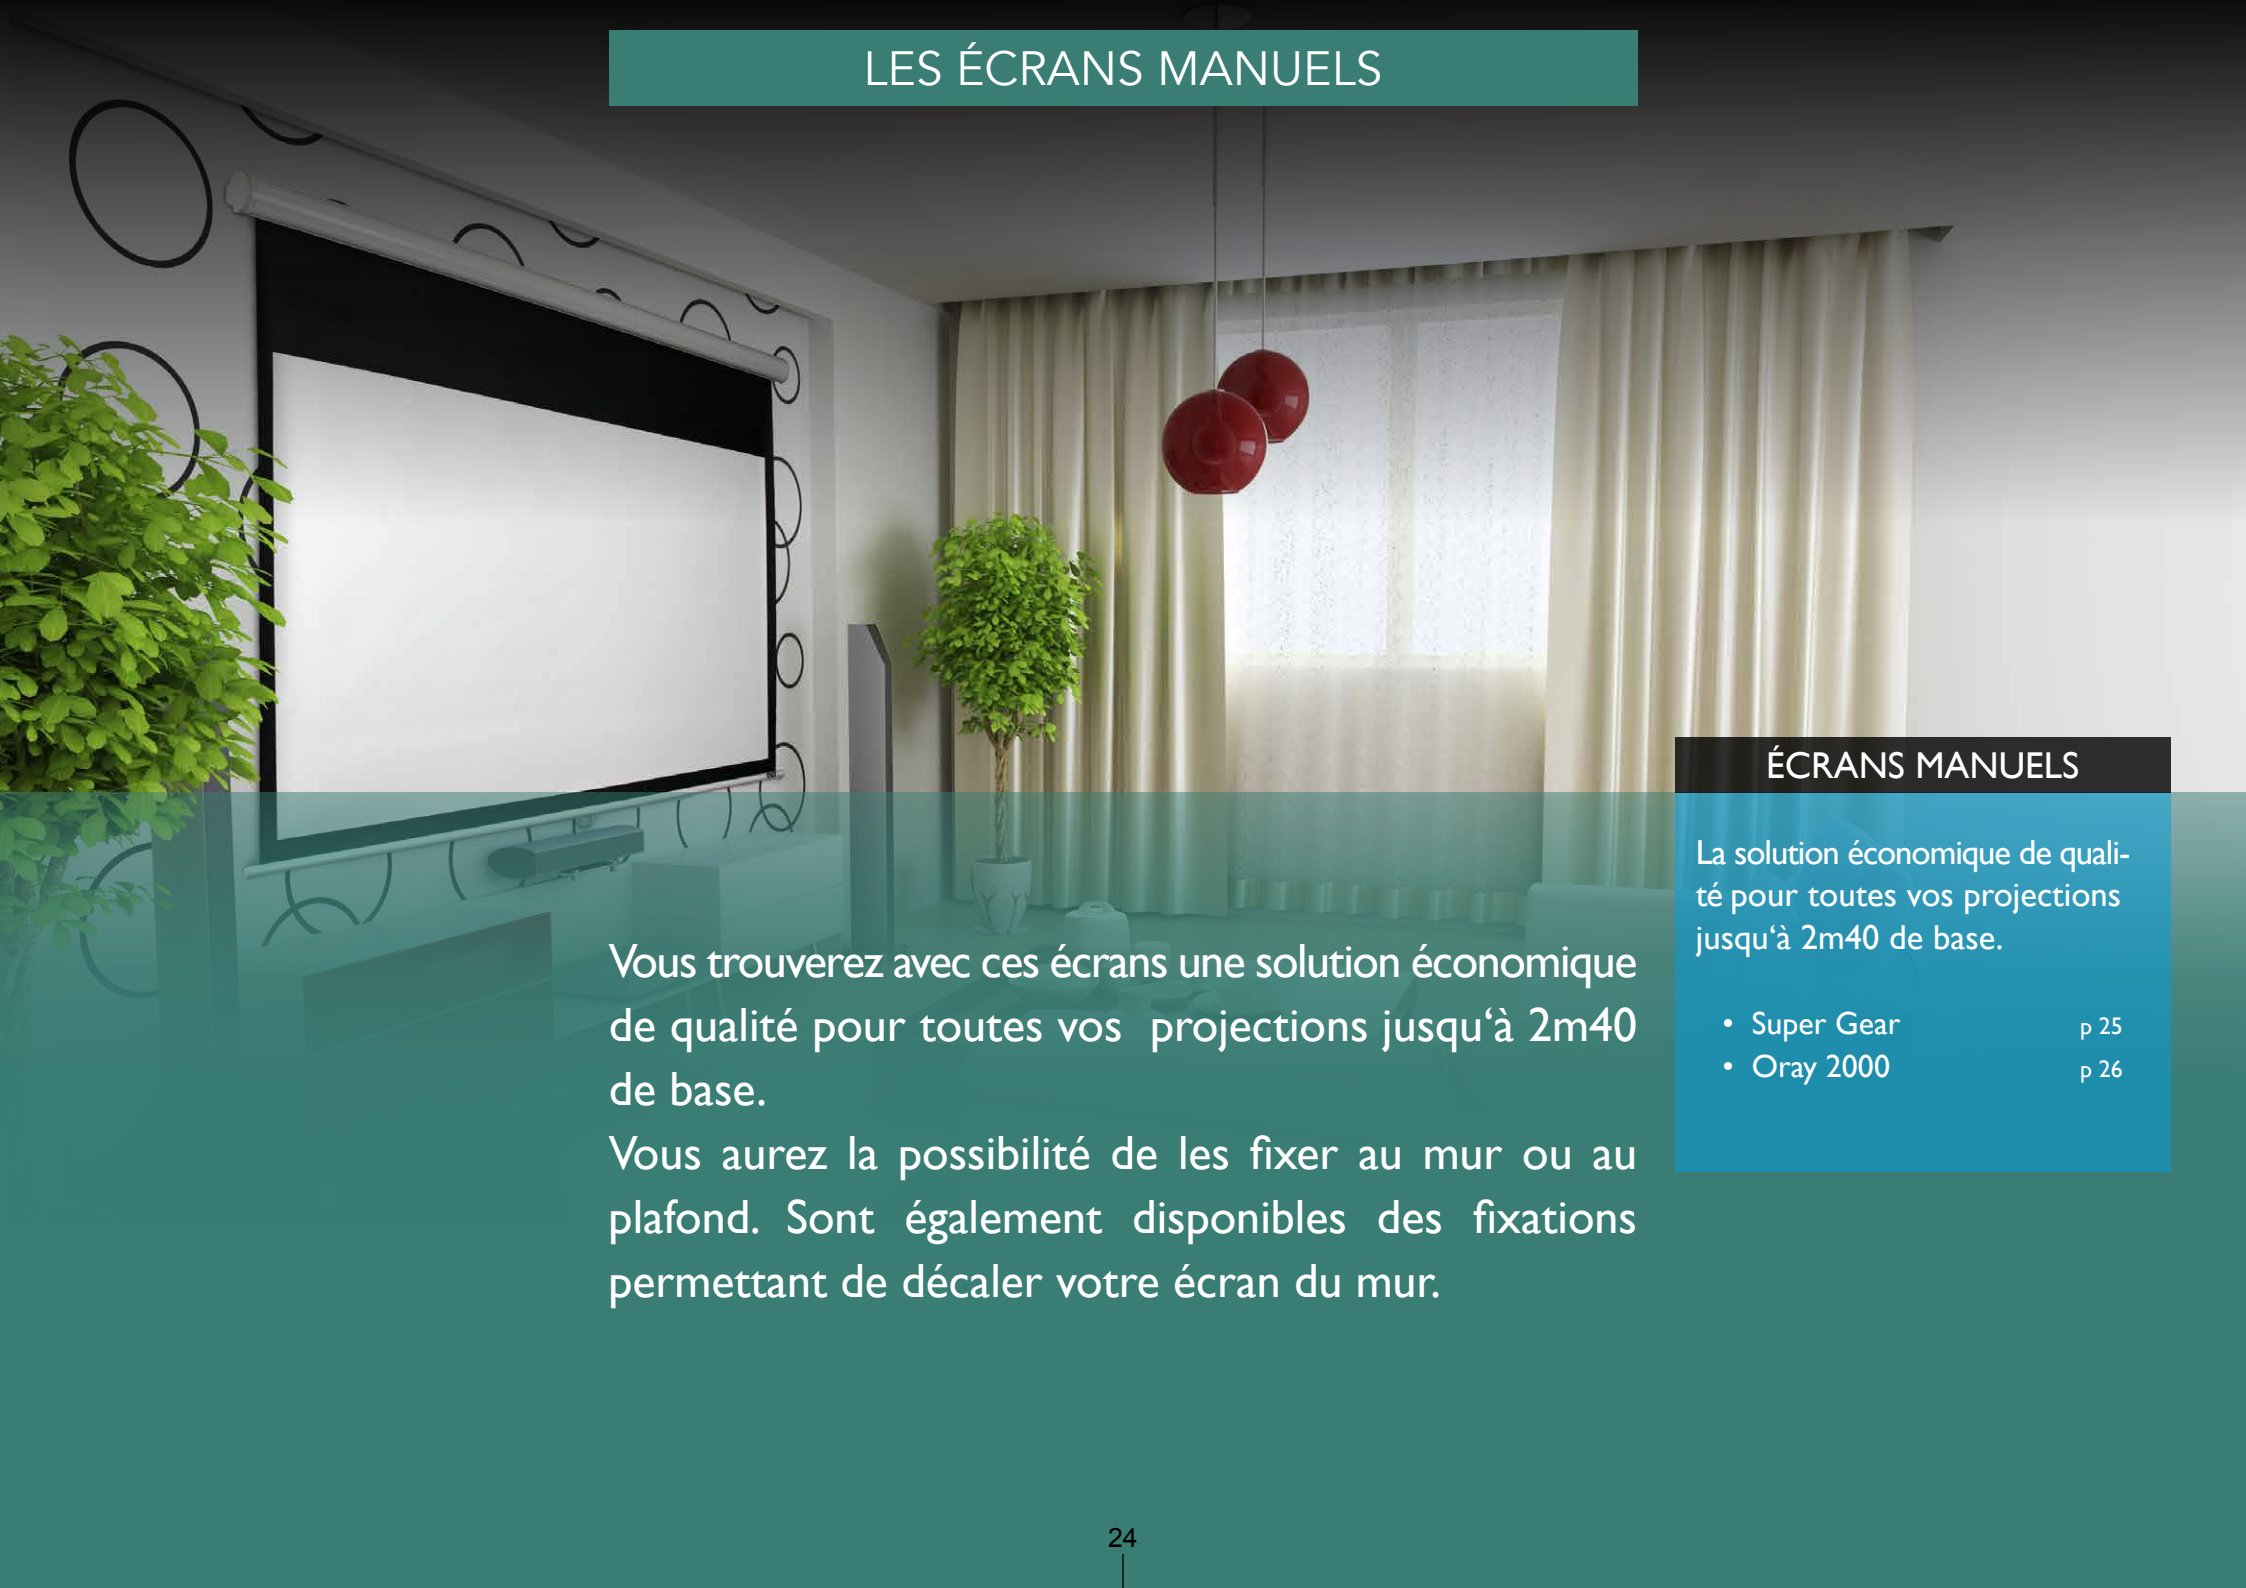 LES ÉCRANS MANUELS
Vous trouverez avec ces écrans une solution économique
de qualité pour toutes vos projections jusqu‘à 2m40
de base.
Vous aurez la possibilité de les fixer au mur ou au
plafond. Sont également disponibles des fixations
permettant de décaler votre écran du mur.
ÉCRANS MANUELS
La solution économique de quali-
té pour toutes vos projections
jusqu‘à 2m40 de base.
• Super Gear p 25
• Oray 2000 p 26
24